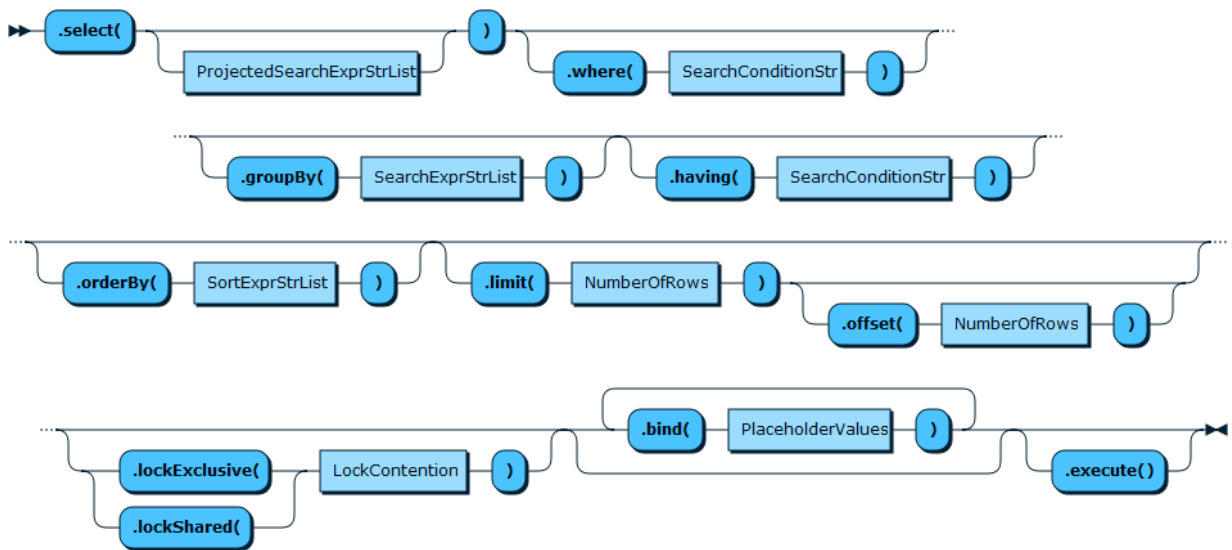 .select( ) .where( SearchConditionStr )
ProjectedSearchExprStrList
.groupBy( SearchExprStrList ) .having( SearchConditionStr )
.orderBy( SortExprStrList ) .limit( NumberOfRows )
.offset( NumberOfRows )
.bind( PlaceholderValues )
.lockExclusive( LockContention ) .execute()
.lockShared(